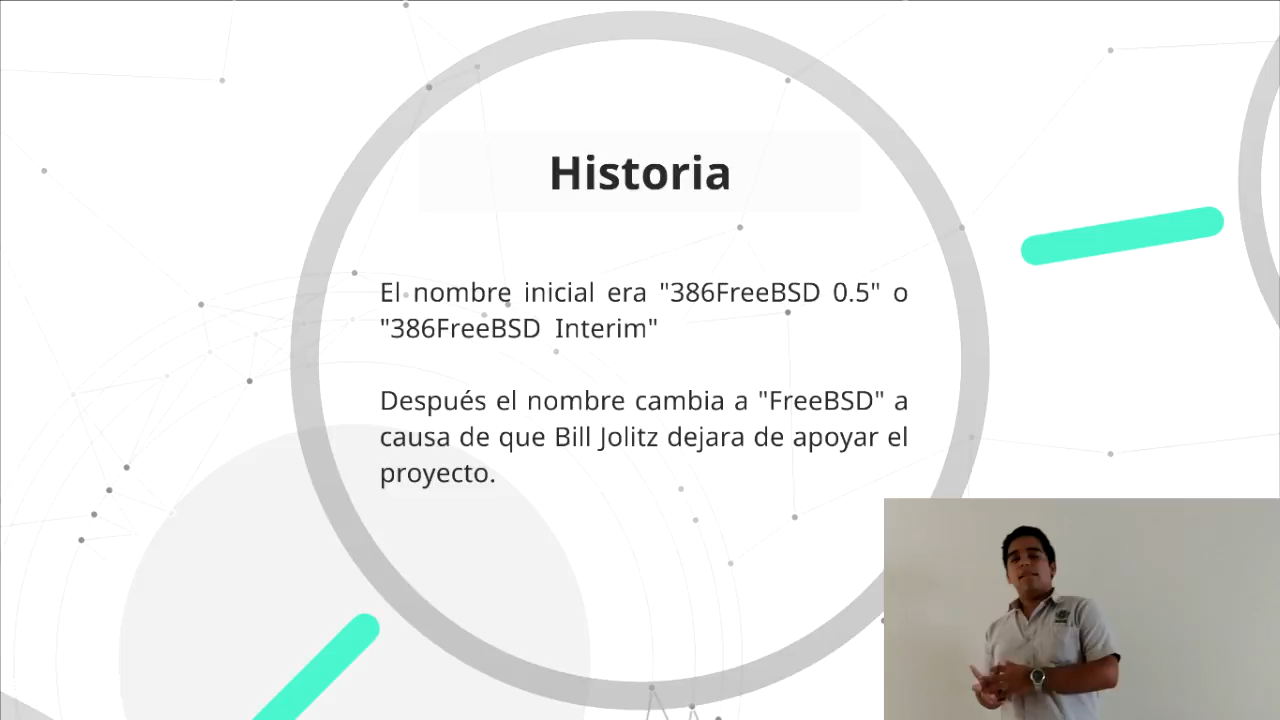 Historia
El nombre inicial era "386FreeBSD 0.5" o
"386FreeBSD Interim"
Después el nombre cambia a "FreeBSD" a
causa de que Bill Jolitz dejara de apoyar el
proyecto.